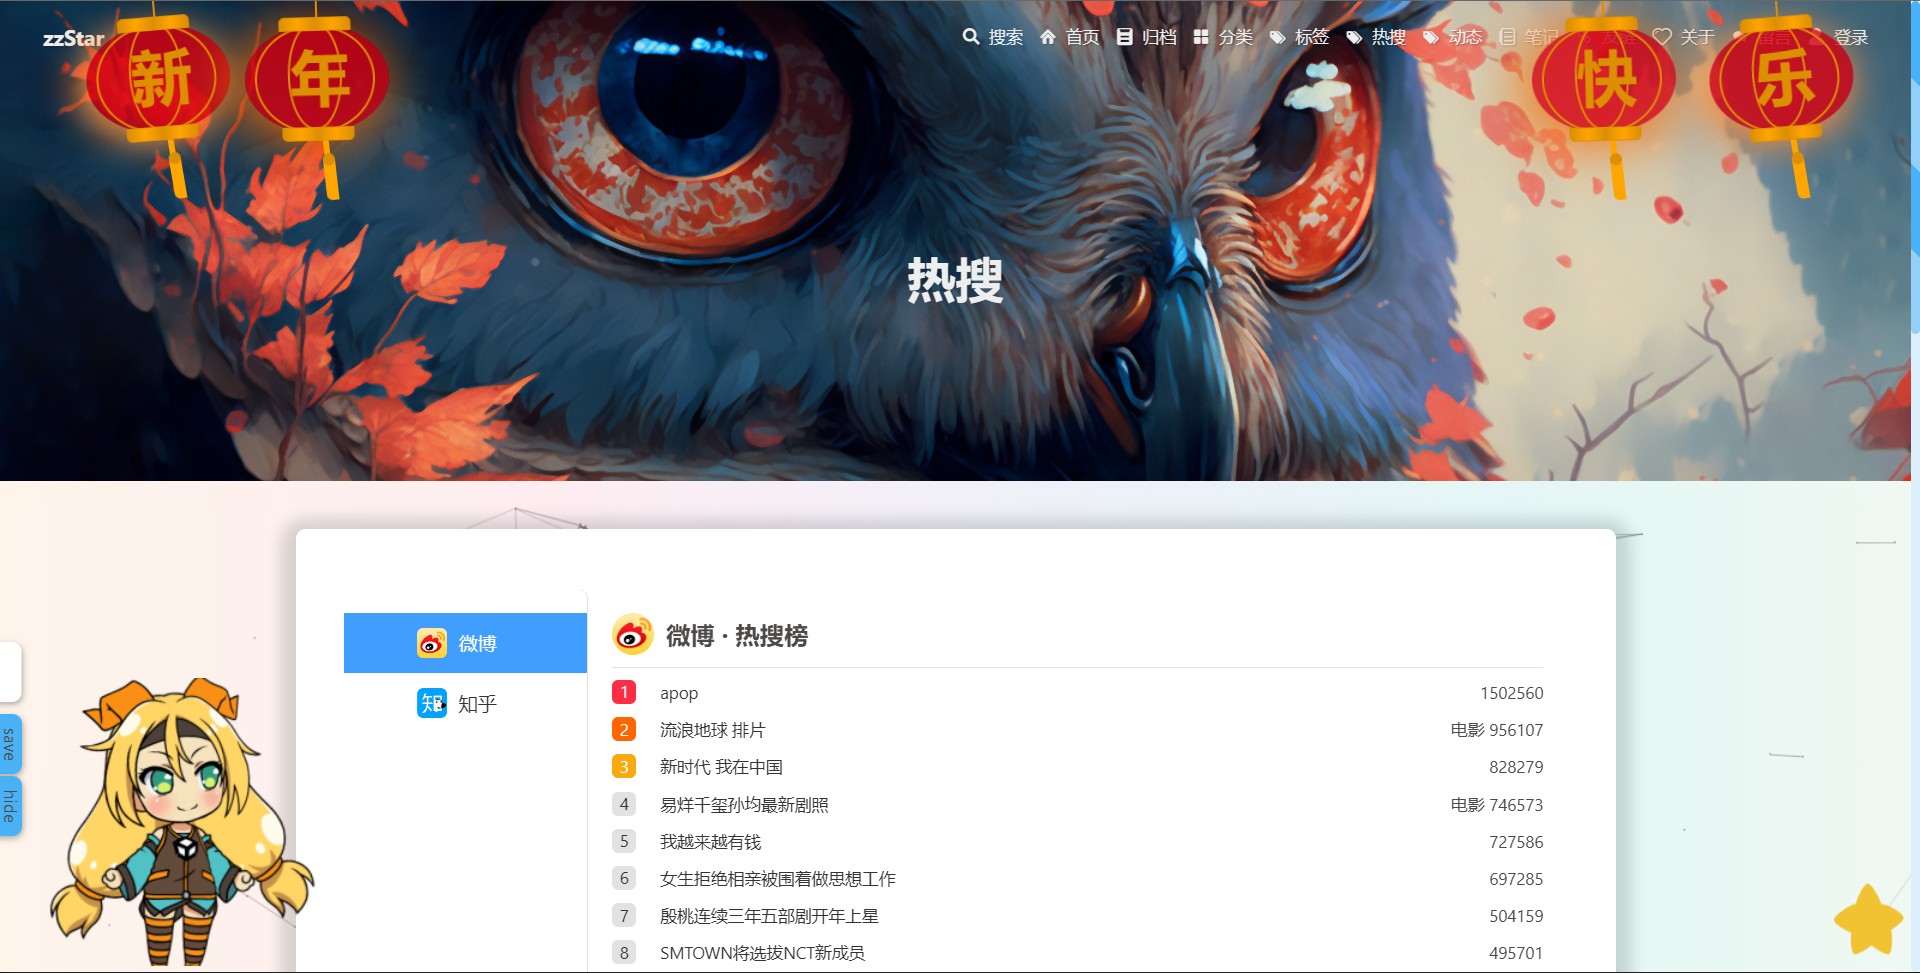 zzStar
搜索 首页 归档 分类 标签 热搜 动态 笔记 关于 留言 登录
新 年 快 乐
热搜
微博
知乎
微博 · 热搜榜
1 apop 1502560
2 流浪地球 排片 电影 956107
3 新时代 我在中国 828279
4 易烊千玺孙均最新剧照 电影 746573
5 我越来越有钱 727586
6 女生拒绝相亲被围着做思想工作 697285
7 殷桃连续三年五部剧开年上星 504159
8 SMTOWN将选拔NCT新成员 495701
save
hide